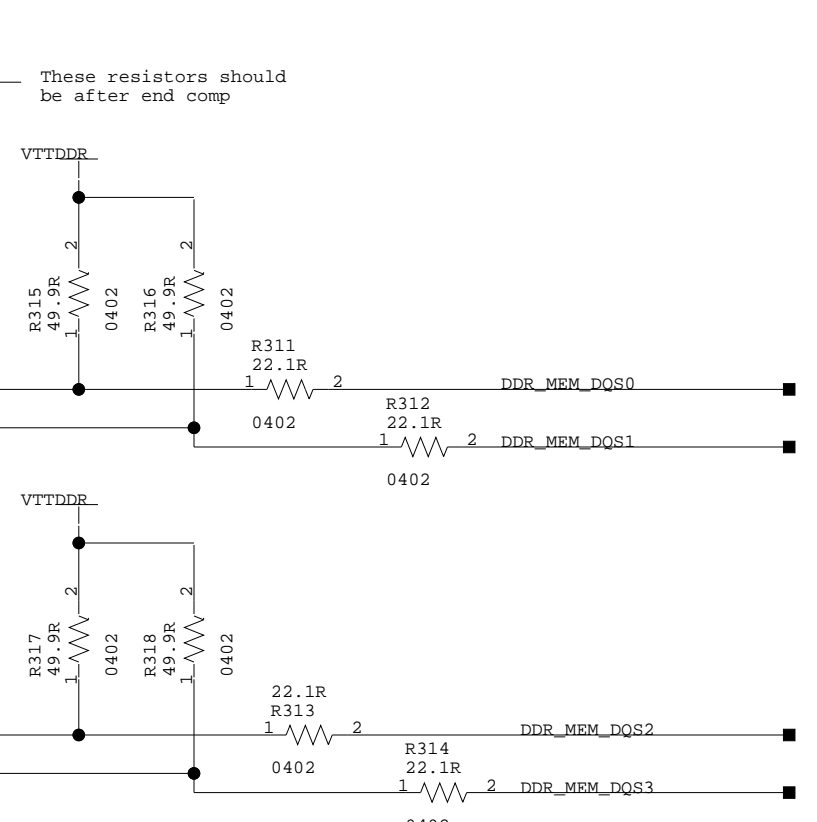 These resistors should
be after end comp
VTTDDR
2
2
R315
49.9R
0402
1
R316
49.9R
0402
1
R311
22.1R
1
2
0402
DDR_MEM_DQS0
R312
22.1R
1
2
0402
DDR_MEM_DQS1
VTTDDR
2
2
R317
49.9R
0402
1
R318
49.9R
0402
1
22.1R
R313
1
2
0402
DDR_MEM_DQS2
R314
22.1R
1
2
DDR_MEM_DQS3